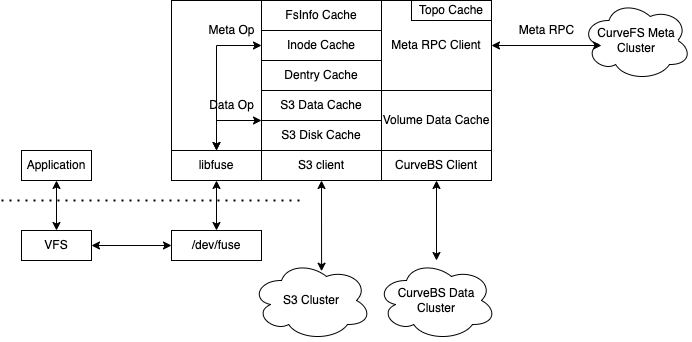 FsInfo Cache
Topo Cache
Meta Op
Inode Cache
Meta RPC Client
Meta RPC
CurveFS Meta
Cluster
Dentry Cache
Data Op
S3 Data Cache
Volume Data Cache
S3 Disk Cache
Application
libfuse
S3 client
CurveBS Client
VFS
/dev/fuse
S3 Cluster
CurveBS Data
Cluster